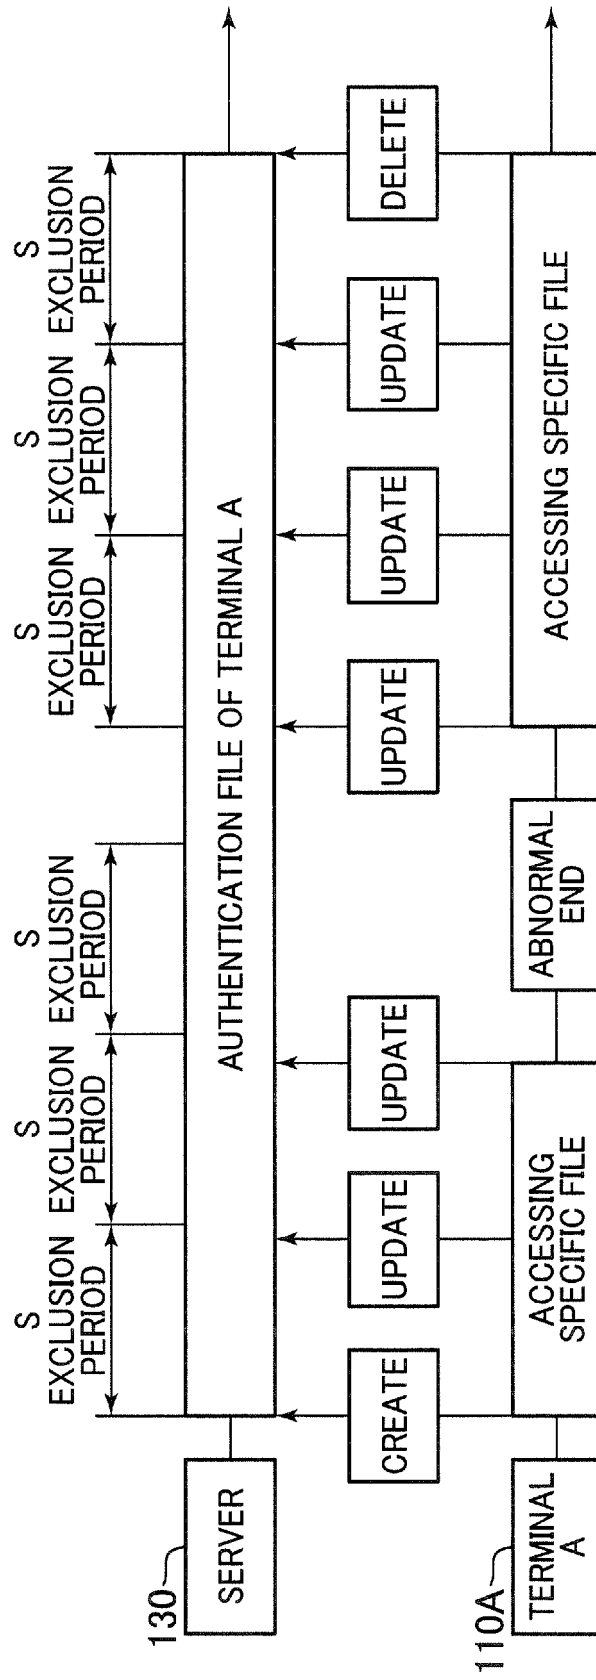 S
EXCLUSION
PERIOD
S
EXCLUSION
PERIOD
S
EXCLUSION
PERIOD
S
EXCLUSION
PERIOD
S
EXCLUSION
PERIOD
S
EXCLUSION
PERIOD
130
SERVER
AUTHENTICATION FILE OF TERMINAL A
CREATE
UPDATE
UPDATE
UPDATE
UPDATE
UPDATE
DELETE
110A
TERMINAL
A
ACCESSING
SPECIFIC FILE
ABNORMAL
END
ACCESSING SPECIFIC FILE